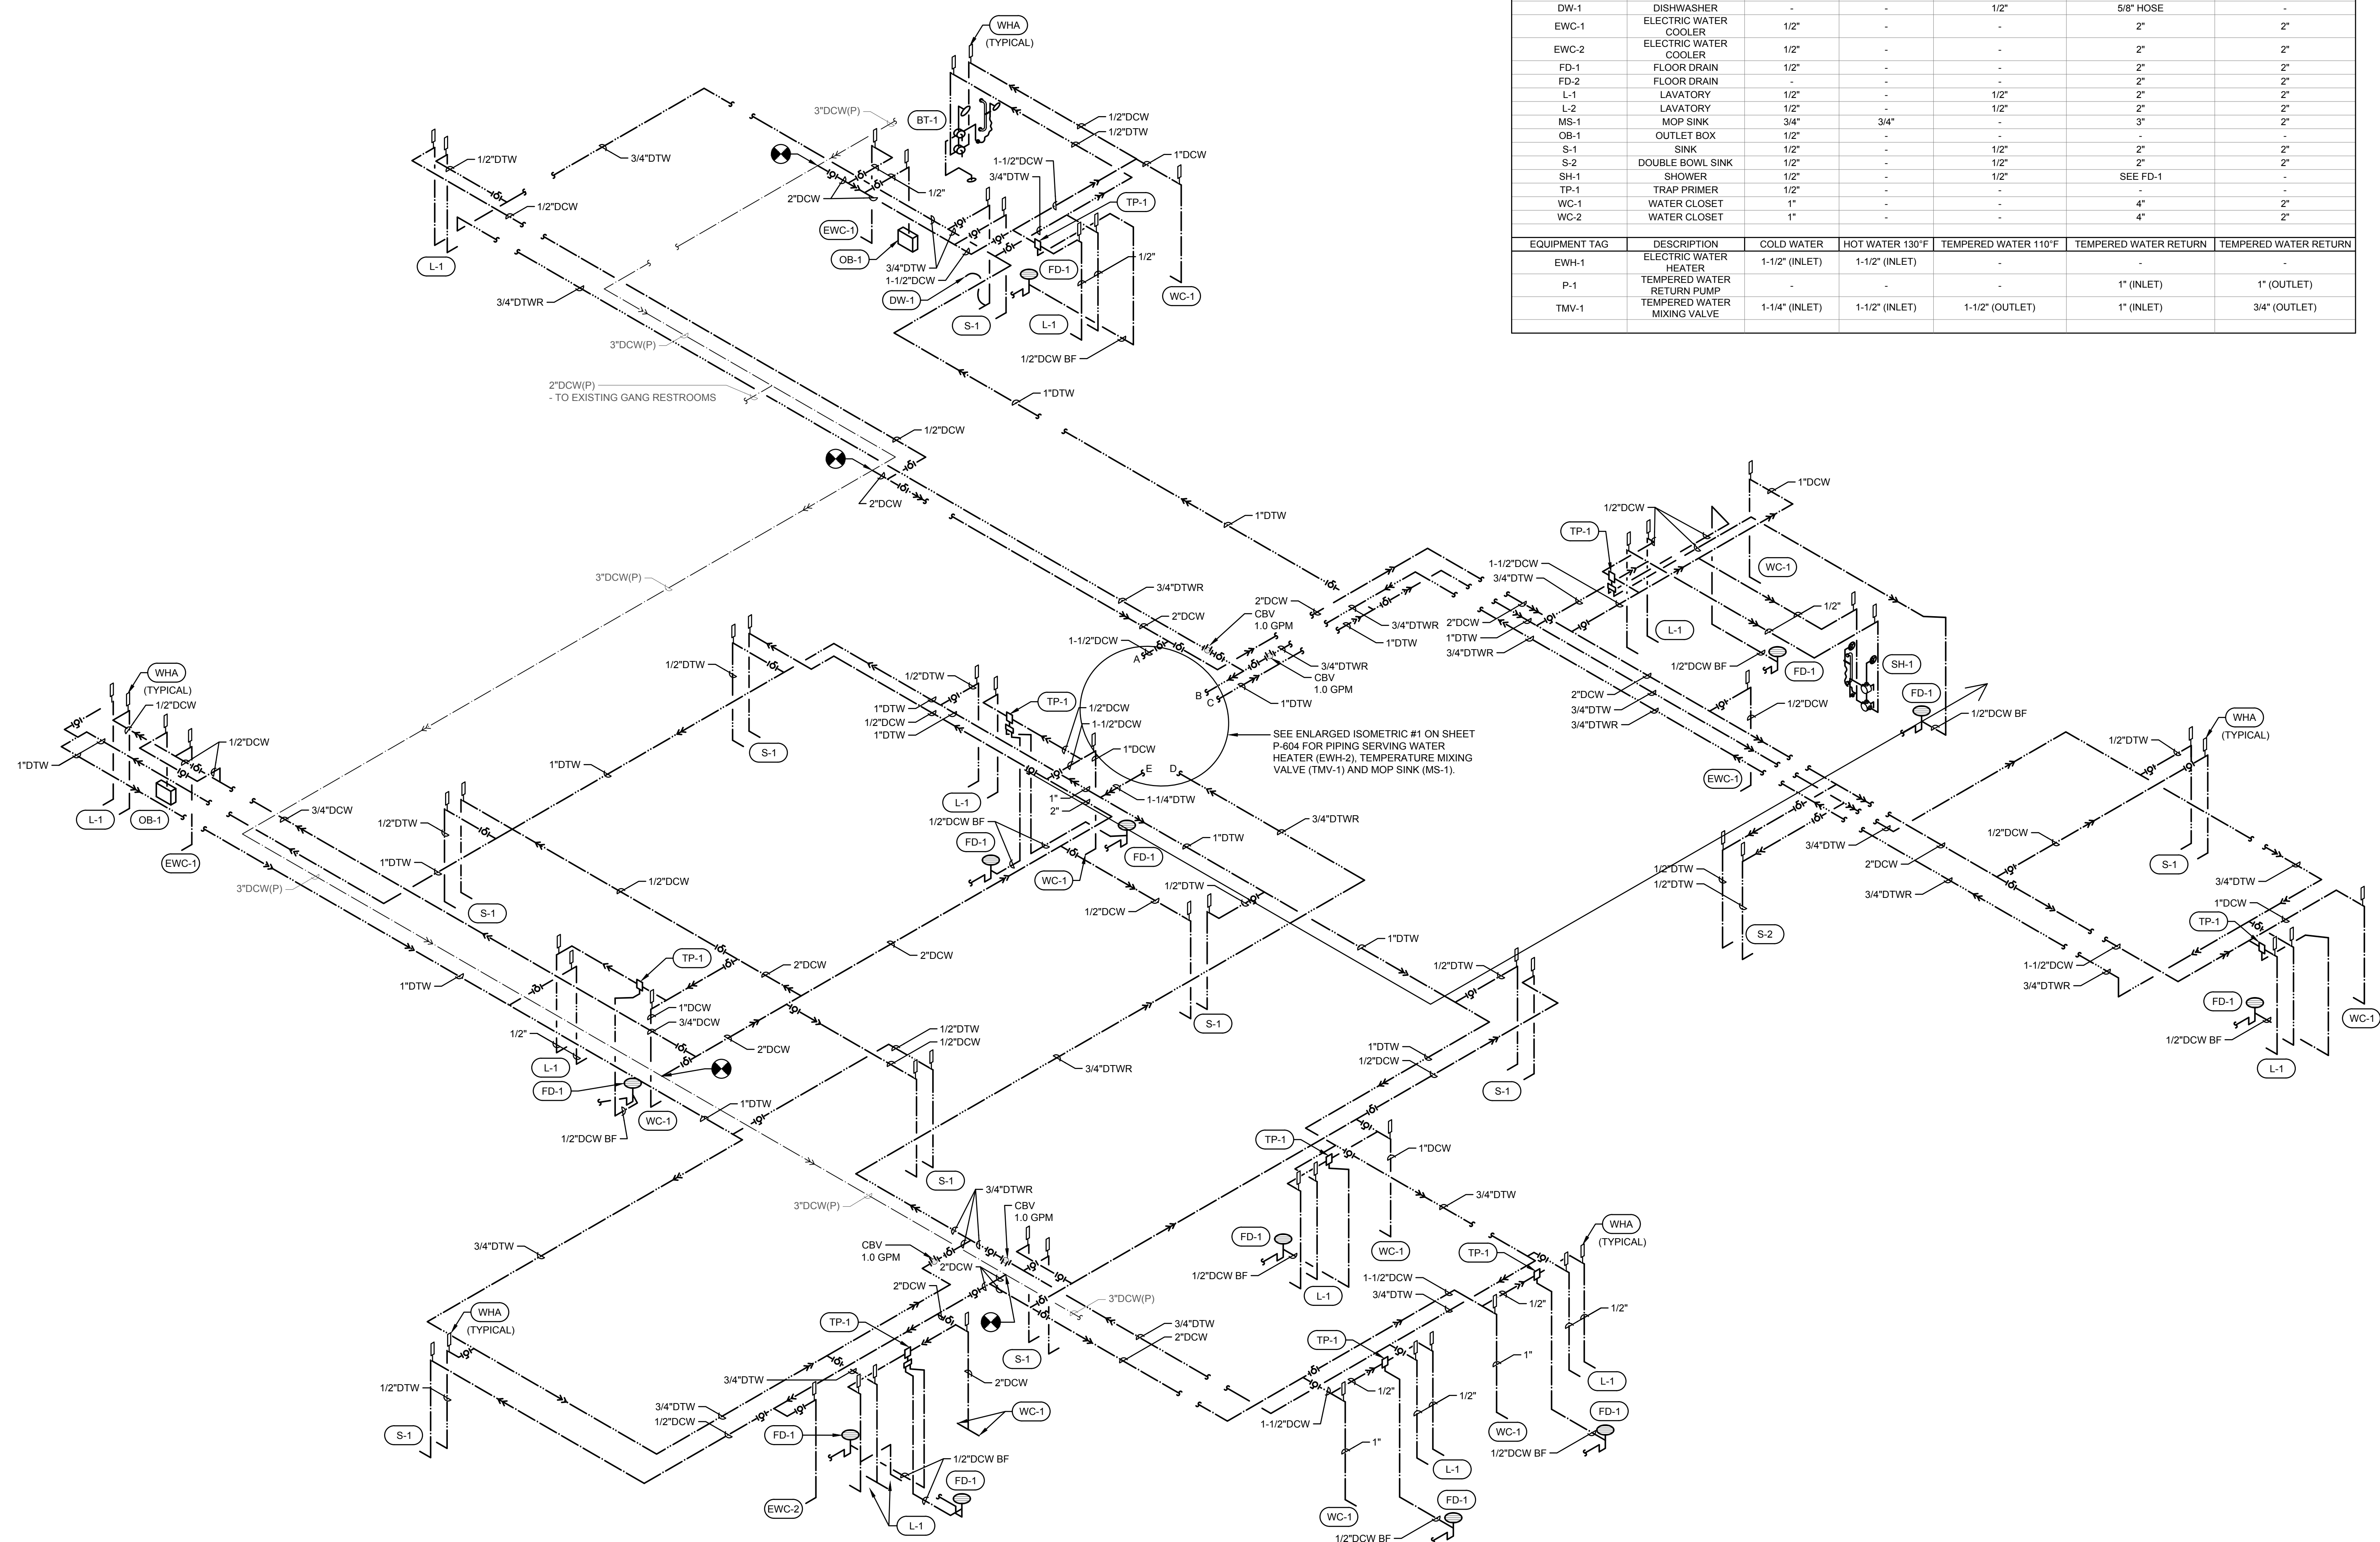 WHA
(TYPICAL)
3"DCW(P)
BT-1
1/2"DCW
1/2"DTW
1"DCW
1-1/2"DCW
3/4"DTW
TP-1
1/2"DTW
3/4"DTW
1/2"DCW
L-1
3/4"DTWR
2"DCW
1/2"
EWC-1
OB-1
3/4"DTW
1-1/2"DCW
DW-1
S-1
FD-1
L-1
1/2"
WC-1
1/2"DCW BF
3"DCW(P)
2"DCW(P)
- TO EXISTING GANG RESTROOMS
1"DTW
1/2"DCW
2"DCW
1"DTW
3"DCW(P)
DW-1 DISHWASHER - - 1/2" 5/8" HOSE -
EWC-1 ELECTRIC WATER COOLER 1/2" - - 2" 2"
EWC-2 ELECTRIC WATER COOLER 1/2" - - 2" 2"
FD-1 FLOOR DRAIN 1/2" - - 2" 2"
FD-2 FLOOR DRAIN - - - 2" 2"
L-1 LAVATORY 1/2" - 1/2" 2" 2"
L-2 LAVATORY 1/2" - 1/2" 2" 2"
MS-1 MOP SINK 3/4" 3/4" - 3" 2"
OB-1 OUTLET BOX 1/2" - - - -
S-1 SINK 1/2" - 1/2" 2" 2"
S-2 DOUBLE BOWL SINK 1/2" - 1/2" 2" 2"
SH-1 SHOWER 1/2" - 1/2" SEE FD-1 -
TP-1 TRAP PRIMER 1/2" - - - -
WC-1 WATER CLOSET 1" - - 4" 2"
WC-2 WATER CLOSET 1" - - 4" 2"
EQUIPMENT TAG DESCRIPTION COLD WATER HOT WATER 130°F TEMPERED WATER 110°F TEMPERED WATER RETURN TEMPERED WATER RETURN
EWH-1 ELECTRIC WATER HEATER 1-1/2" (INLET) 1-1/2" (INLET) - - -
P-1 TEMPERED WATER RETURN PUMP - - - 1" (INLET) 1" (OUTLET)
TMV-1 TEMPERED WATER MIXING VALVE 1-1/4" (INLET) 1-1/2" (INLET) 1-1/2" (OUTLET) 1" (INLET) 3/4" (OUTLET)
3/4"DTWR
2"DCW
1-1/2"DCW
2"DCW
CBV
1.0 GPM
3/4"DTWR
1"DTW
3/4"DTWR
CBV
1.0 GPM
1"DTW
A
B
C
D
E
SEE ENLARGED ISOMETRIC #1 ON SHEET
P-604 FOR PIPING SERVING WATER
HEATER (EWH-2), TEMPERATURE MIXING
VALVE (TMV-1) AND MOP SINK (MS-1).
1"DCW
1/2"DCW
TP-1
WC-1
1-1/2"DCW
3/4"DTW
1/2"
L-1
2"DCW
1"DTW
3/4"DTWR
1/2"DCW BF
FD-1
SH-1
FD-1
1/2"DCW BF
2"DCW
3/4"DTW
3/4"DTWR
1/2"DCW
EWC-1
WHA
(TYPICAL)
1/2"DTW
1/2"DCW
3/4"DTW
2"DCW
3/4"DTWR
S-1
3/4"DTW
1"DCW
TP-1
1/2"DTW
1/2"DTW
S-2
1-1/2"DCW
3/4"DTWR
FD-1
1/2"DCW BF
WC-1
L-1
WHA
(TYPICAL)
1/2"DCW
1/2"DCW
1"DTW
L-1
OB-1
EWC-1
3/4"DCW
3"DCW(P)
1/2"DTW
S-1
1"DTW
1/2"DTW
1"DTW
S-1
1/2"DTW
1"DTW
1/2"DCW
1"DTW
TP-1
1/2"DCW
1-1/2"DCW
1"DCW
L-1
1"
2"
1-1/4"DTW
1/2"DCW BF
FD-1
FD-1
WC-1
1"DTW
3/4"DTWR
1/2"DCW
1/2"DTW
1/2"DCW
S-1
2"DCW
2"DCW
1"DTW
1/2"DTW
S-1
1"DTW
TP-1
1"DCW
3/4"DCW
2"DCW
1/2"
L-1
FD-1
WC-1
1/2"DCW BF
1"DTW
1/2"DTW
1/2"DCW
S-1
3/4"DTWR
1"DTW
1/2"DCW
TP-1
1"DCW
FD-1
WC-1
1/2"DCW BF
L-1
3/4"DTW
3"DCW(P)
3/4"DTWR
CBV
1.0 GPM
CBV
1.0 GPM
2"DCW
2"DCW
3"DCW(P)
3/4"DTW
3/4"DTW
2"DCW
S-1
WHA
(TYPICAL)
1/2"DTW
S-1
TP-1
3/4"DTW
2"DCW
WC-1
3/4"DTW
1/2"DCW
FD-1
EWC-2
1/2"DCW BF
FD-1
L-1
WHA
(TYPICAL)
TP-1
1-1/2"DCW
3/4"DTW
1/2"
1/2"
TP-1
1"
L-1
1/2"
1/2"
1-1/2"DCW
WC-1
FD-1
1/2"DCW BF
1"
L-1
FD-1
WC-1
1/2"DCW BF